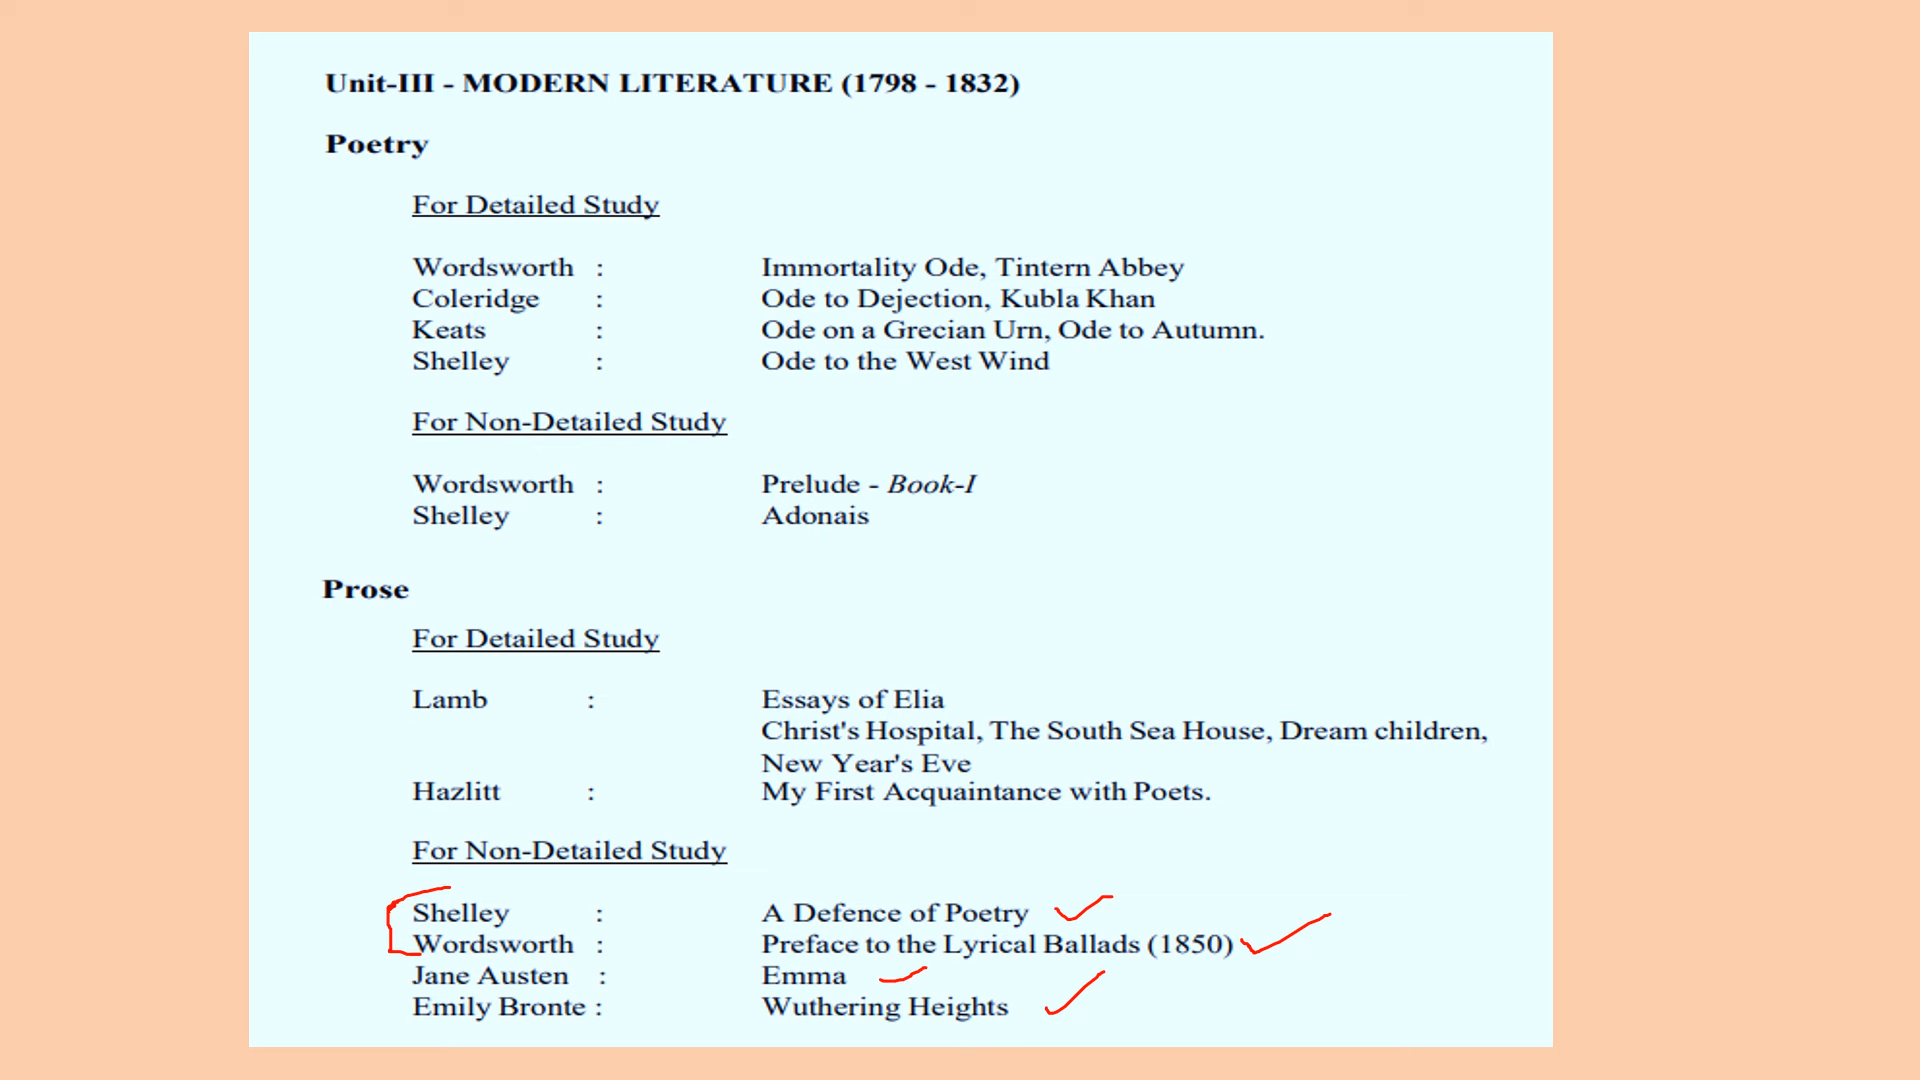 Unit-III - MODERN LITERATURE (1798 - 1832)
Poetry
For Detailed Study
Wordsworth : Immortality Ode, Tintern Abbey
Coleridge : Ode to Dejection, Kubla Khan
Keats : Ode on a Grecian Urn, Ode to Autumn.
Shelley : Ode to the West Wind
For Non-Detailed Study
Wordsworth : Prelude - Book-I
Shelley : Adonais
Prose
For Detailed Study
Lamb : Essays of Elia
Christ's Hospital, The South Sea House, Dream children,
New Year's Eve
Hazlitt : My First Acquaintance with Poets.
For Non-Detailed Study
Shelley : A Defence of Poetry
Wordsworth : Preface to the Lyrical Ballads (1850)
Jane Austen : Emma
Emily Bronte : Wuthering Heights